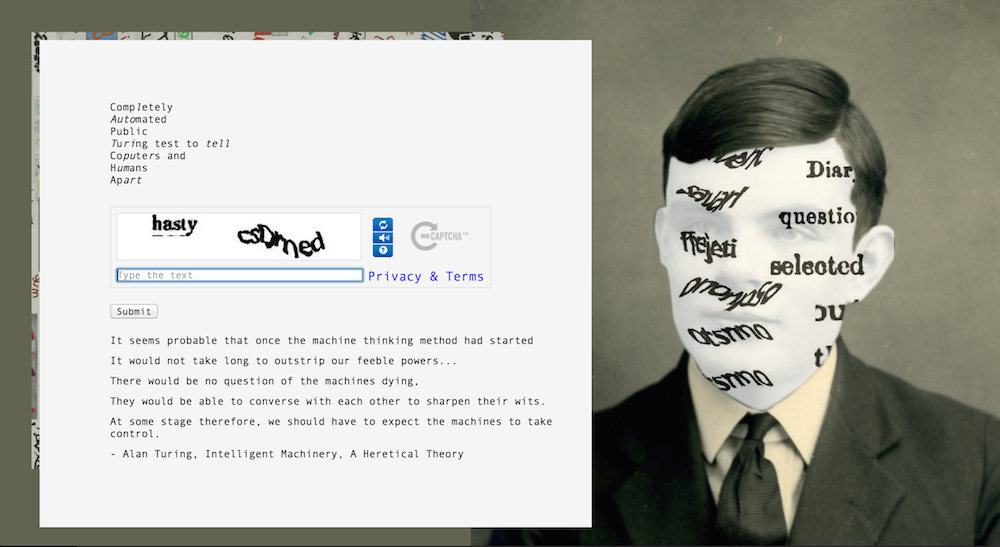 Completely
Automated
Public
Turing test to tell
Coputers and
Humans
Apart
hasty
reCAPTCHA™
Type the text
Privacy & Terms
Submit
It seems probable that once the machine thinking method had started
It would not take long to outstrip our feeble powers...
There would be no question of the machines dying,
They would be able to converse with each other to sharpen their wits.
At some stage therefore, we should have to expect the machines to take
control.
- Alan Turing, Intelligent Machinery, A Heretical Theory
Diar
questio
selected